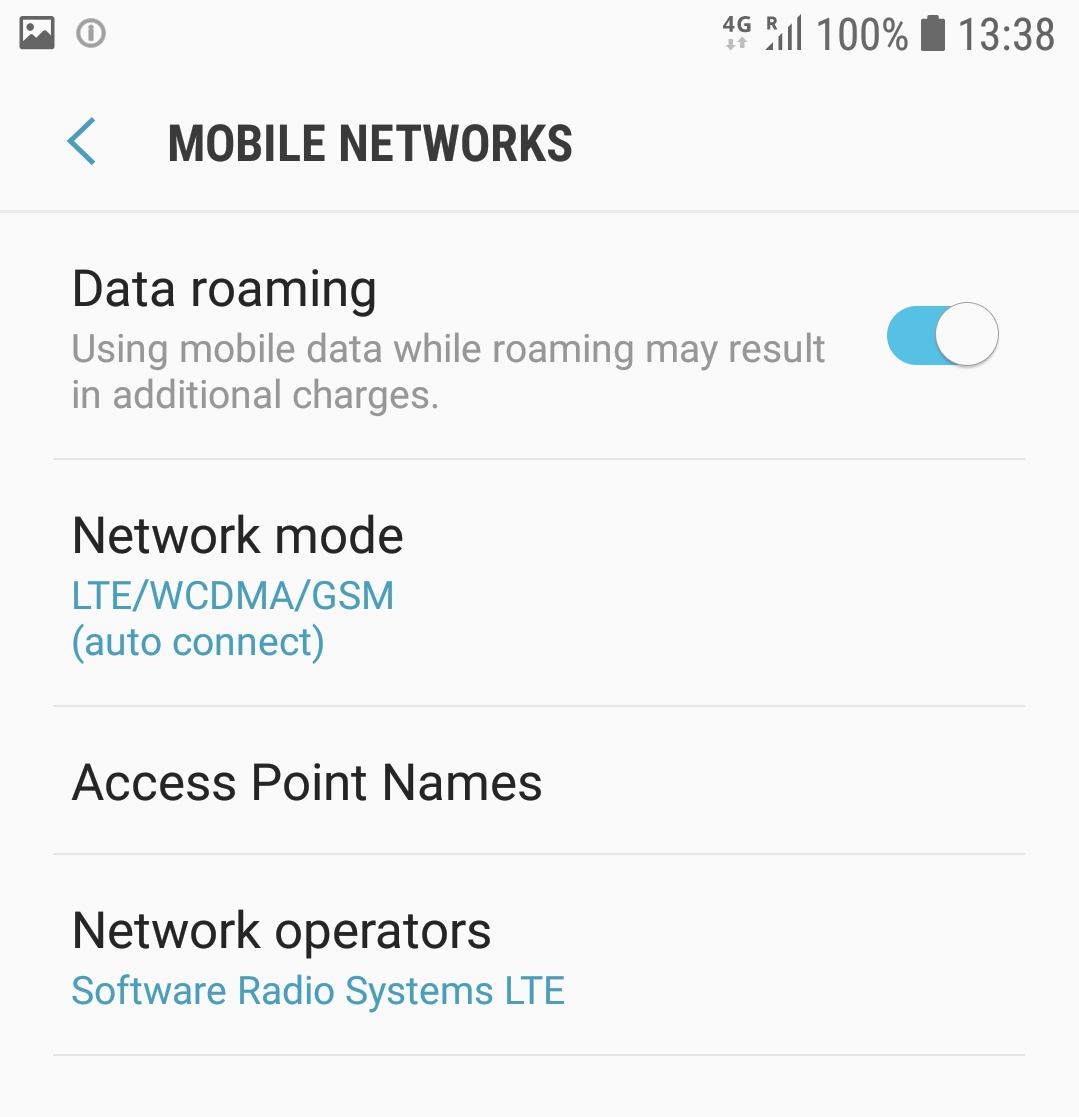 4G R 100% 13:38
MOBILE NETWORKS
Data roaming
Using mobile data while roaming may result
in additional charges.
Network mode
LTE/WCDMA/GSM
(auto connect)
Access Point Names
Network operators
Software Radio Systems LTE